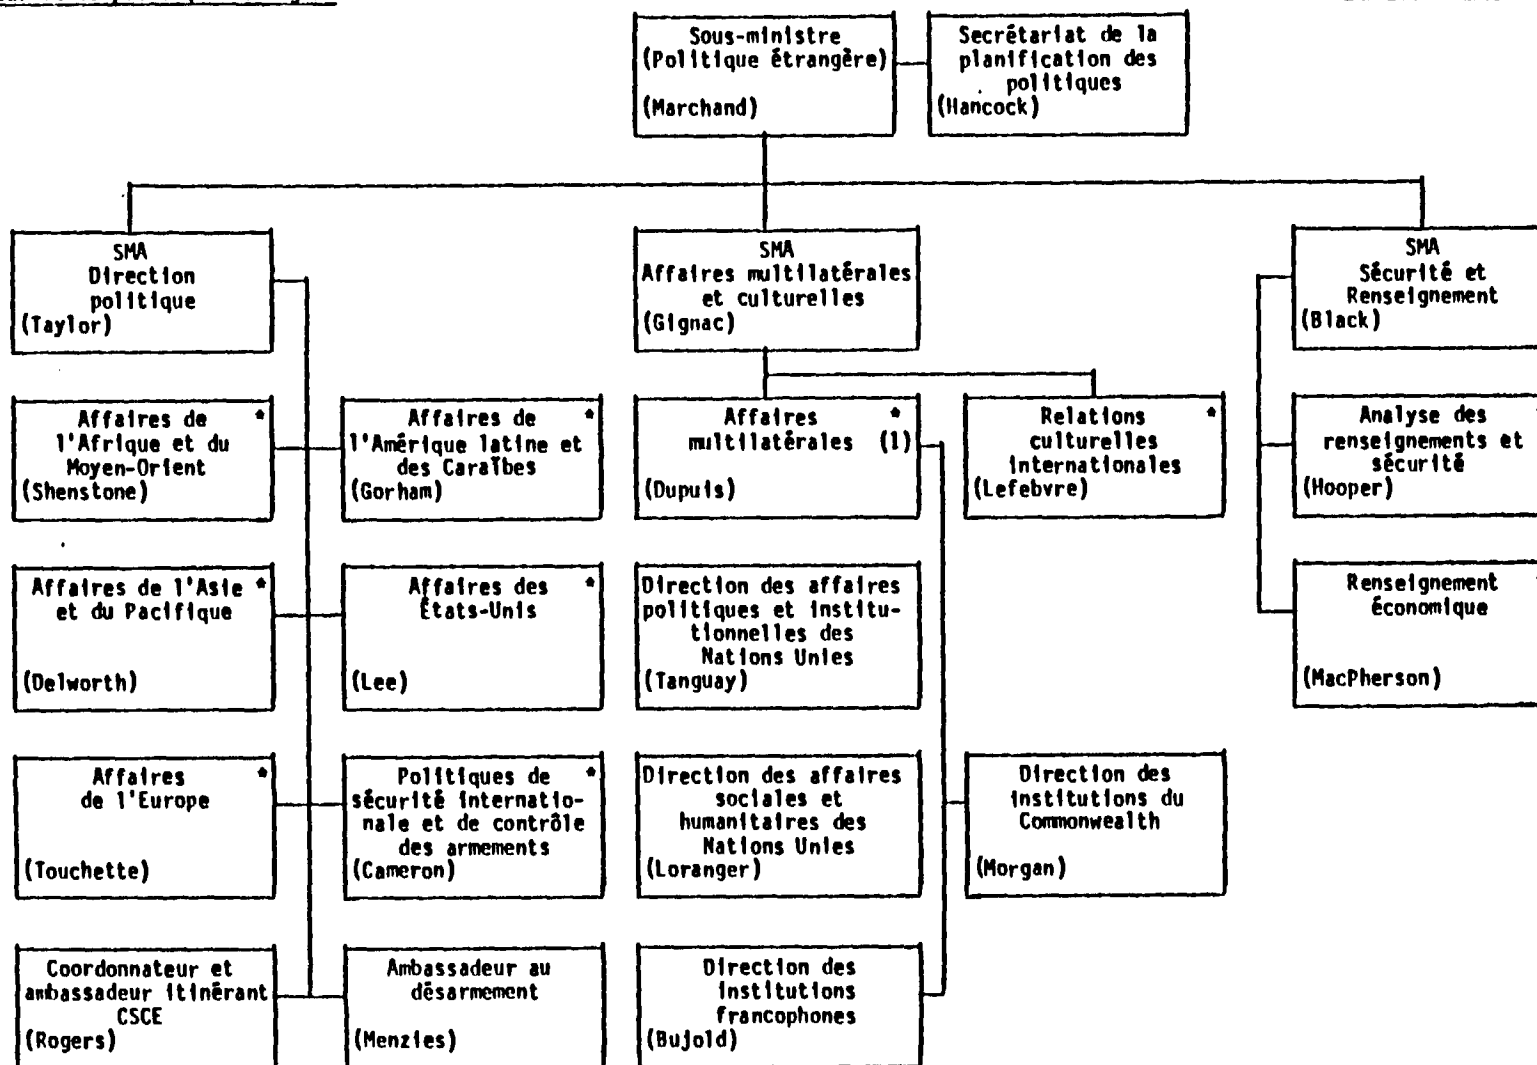 Sous-ministre
(Politique étrangère)
(Marchand)
Secrétariat de la
planification des
politiques
(Hancock)
SMA
Direction
politique
(Taylor)
SMA
Affaires multilatérales
et culturelles
(Gignac)
SMA
Sécurité et
Renseignement
(Black)
Affaires de *
l'Afrique et du
Moyen-Orient
(Shenstone)
Affaires de *
l'Amérique latine et
des Caraïbes
(Gorham)
Affaires *
multilatérales (1)
(Dupuis)
Relations *
culturelles
internationales
(Lefebvre)
Analyse des
renseignements et
sécurité
(Hooper)
Affaires de l'Asie *
et du Pacifique
(Delworth)
Affaires des *
États-Unis
(Lee)
Direction des affaires
politiques et institu-
tionnelles des
Nations Unies
(Tanguay)
Renseignement
économique
(MacPherson)
Affaires *
de l'Europe
(Touchette)
Politiques de *
sécurité internatio-
nale et de contrôle
des armements
(Cameron)
Direction des affaires
sociales et
humanitaires des
Nations Unies
(Loranger)
Direction des
institutions du
Commonwealth
(Morgan)
Coordonnateur et
ambassadeur itinérant
CSCE
(Rogers)
Ambassadeur au
désarmement
(Menzies)
Direction des
institutions
francophones
(Bujold)